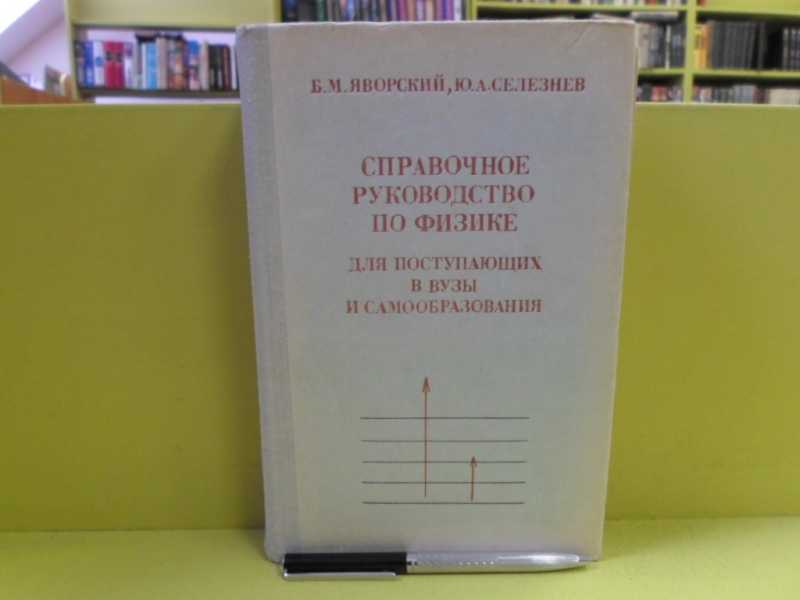 Б.М.ЯВОРСКИЙ, Ю.А.СЕЛЕЗНЕВ
СПРАВОЧНОЕ
РУКОВОДСТВО
ПО ФИЗИКЕ
ДЛЯ ПОСТУПАЮЩИХ
В ВУЗЫ
И САМООБРАЗОВАНИЯ